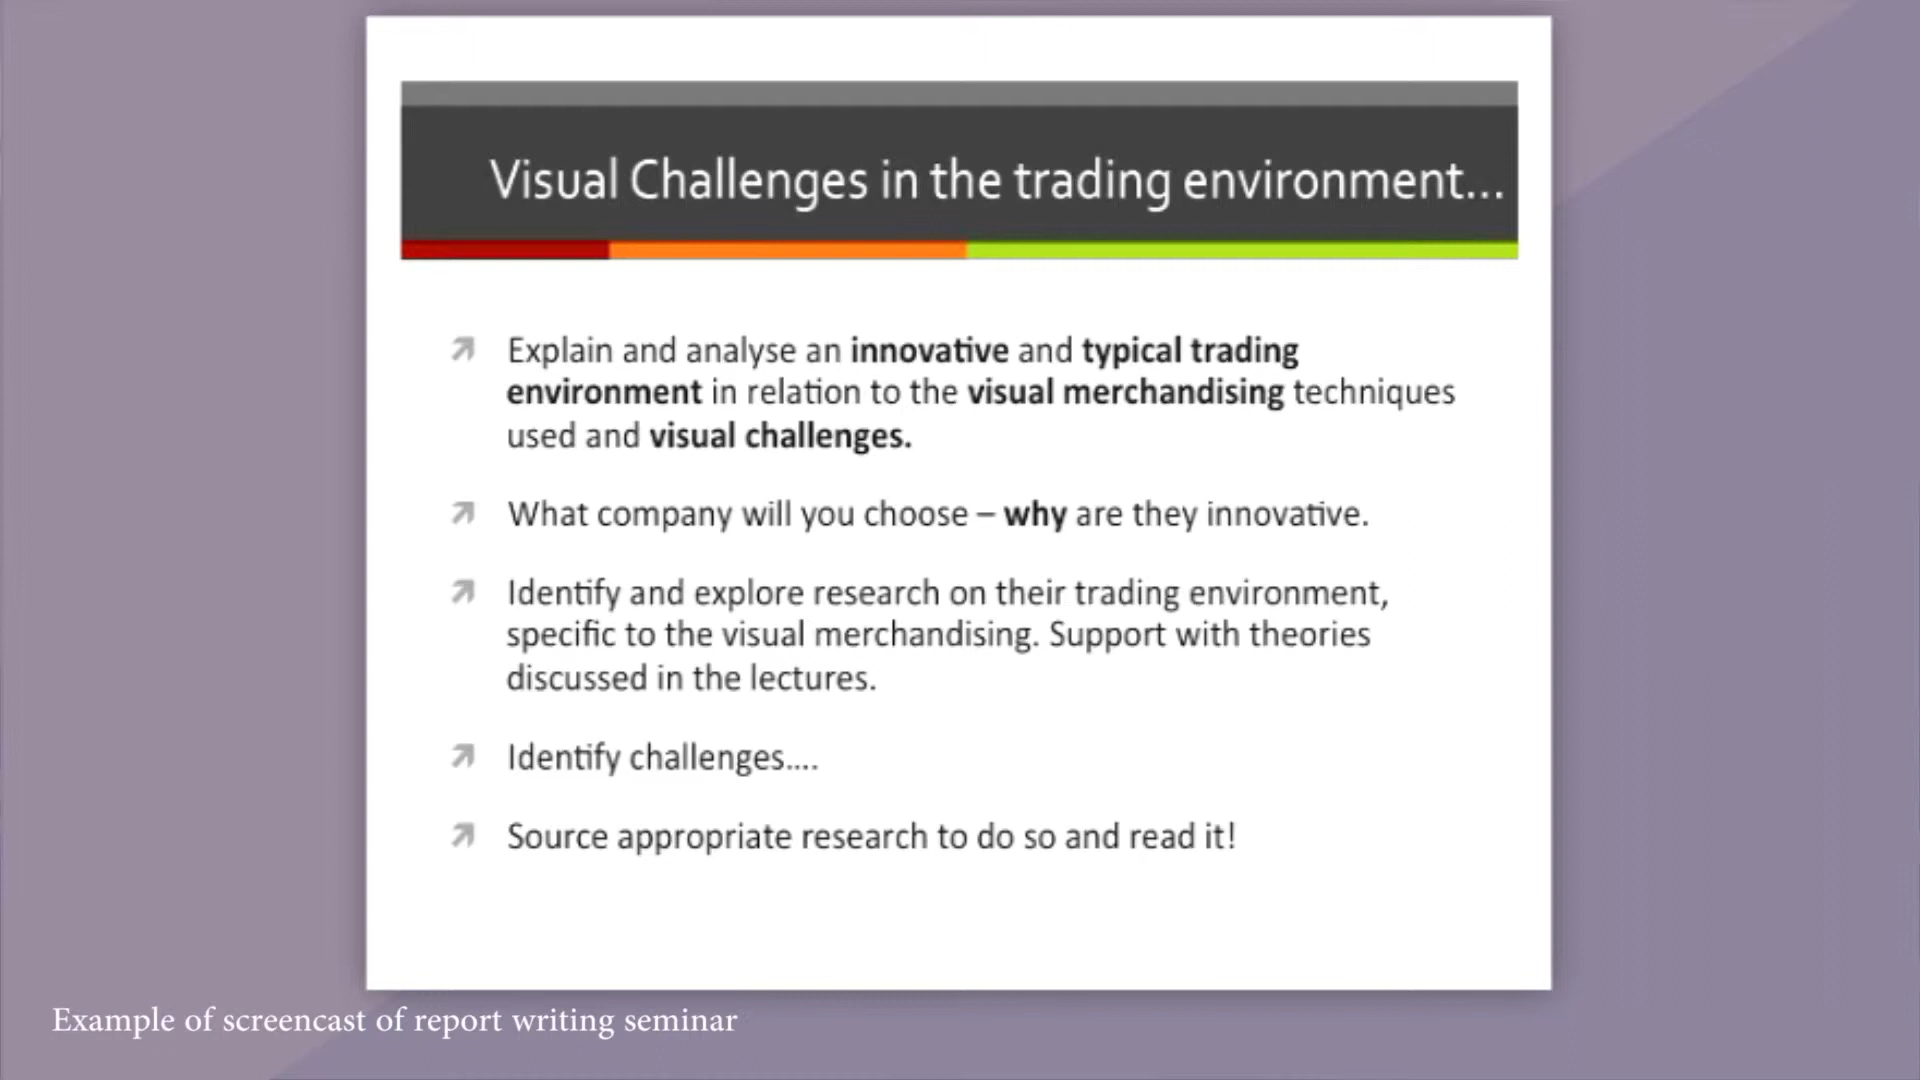 Visual Challenges in the trading environment...
Explain and analyse an innovative and typical trading
environment in relation to the visual merchandising techniques
used and visual challenges.
What company will you choose – why are they innovative.
Identify and explore research on their trading environment,
specific to the visual merchandising. Support with theories
discussed in the lectures.
Identify challenges....
Source appropriate research to do so and read it!
Example of screencast of report writing seminar